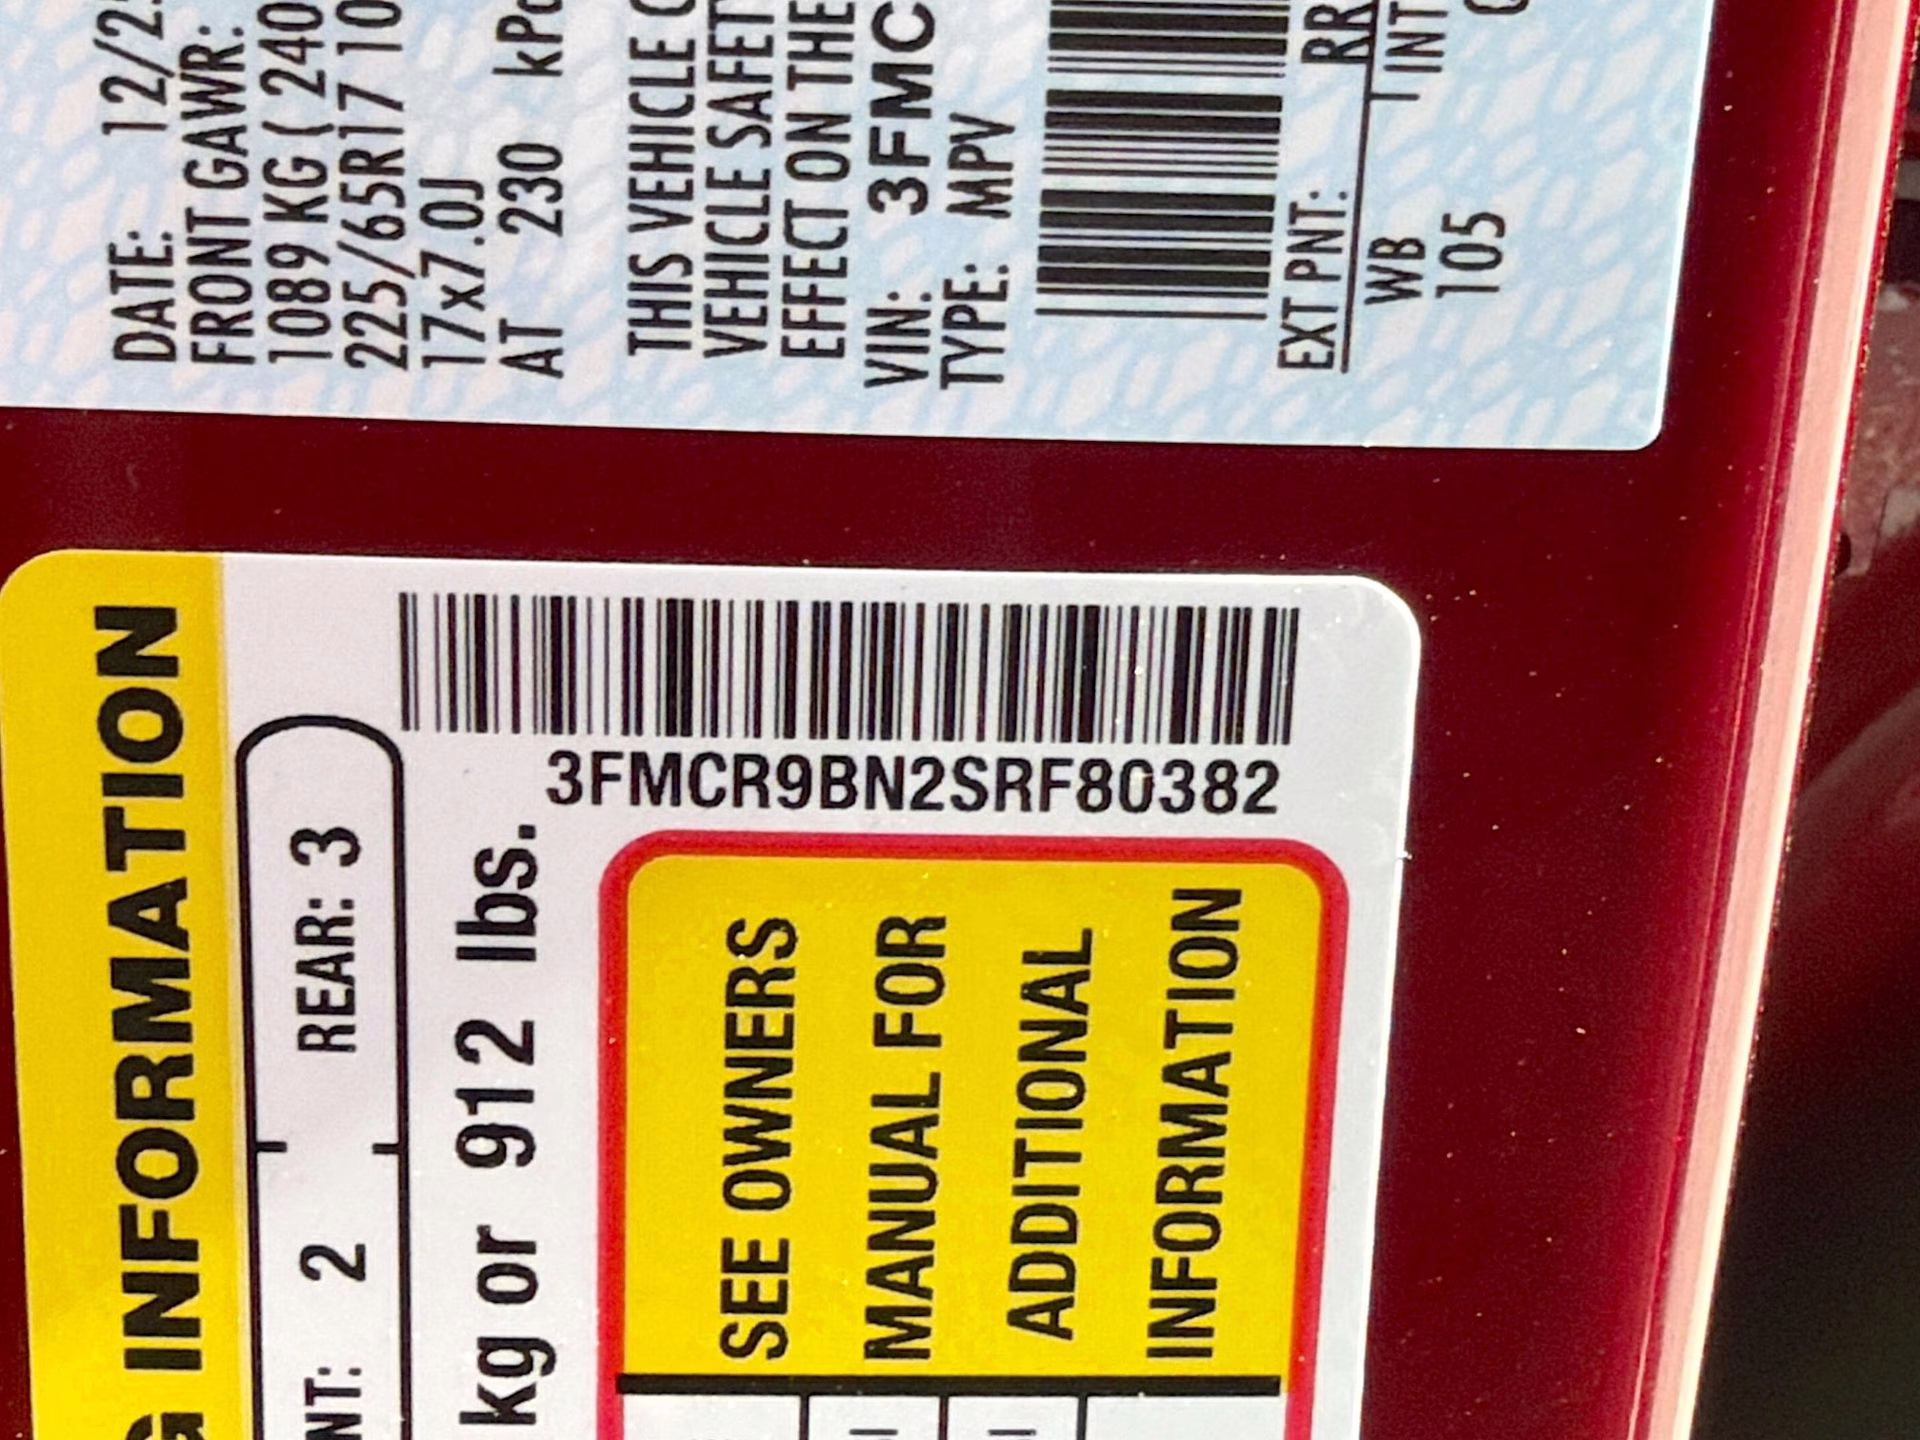 DATE: 12/2
FRONT GAWR:
1089 KG ( 240
225/65R17 10
17x7.0J
AT 230 kPa
THIS VEHICLE C
VEHICLE SAFETY
EFFECT ON THE
VIN: 3FMC
TYPE: MPV
EXT PNT: RR
WB
INT
105
G INFORMATION
NT: 2 REAR: 3
kg or 912 lbs.
3FMCR9BN2SRF80382
SEE OWNERS
MANUAL FOR
ADDITIONAL
INFORMATION